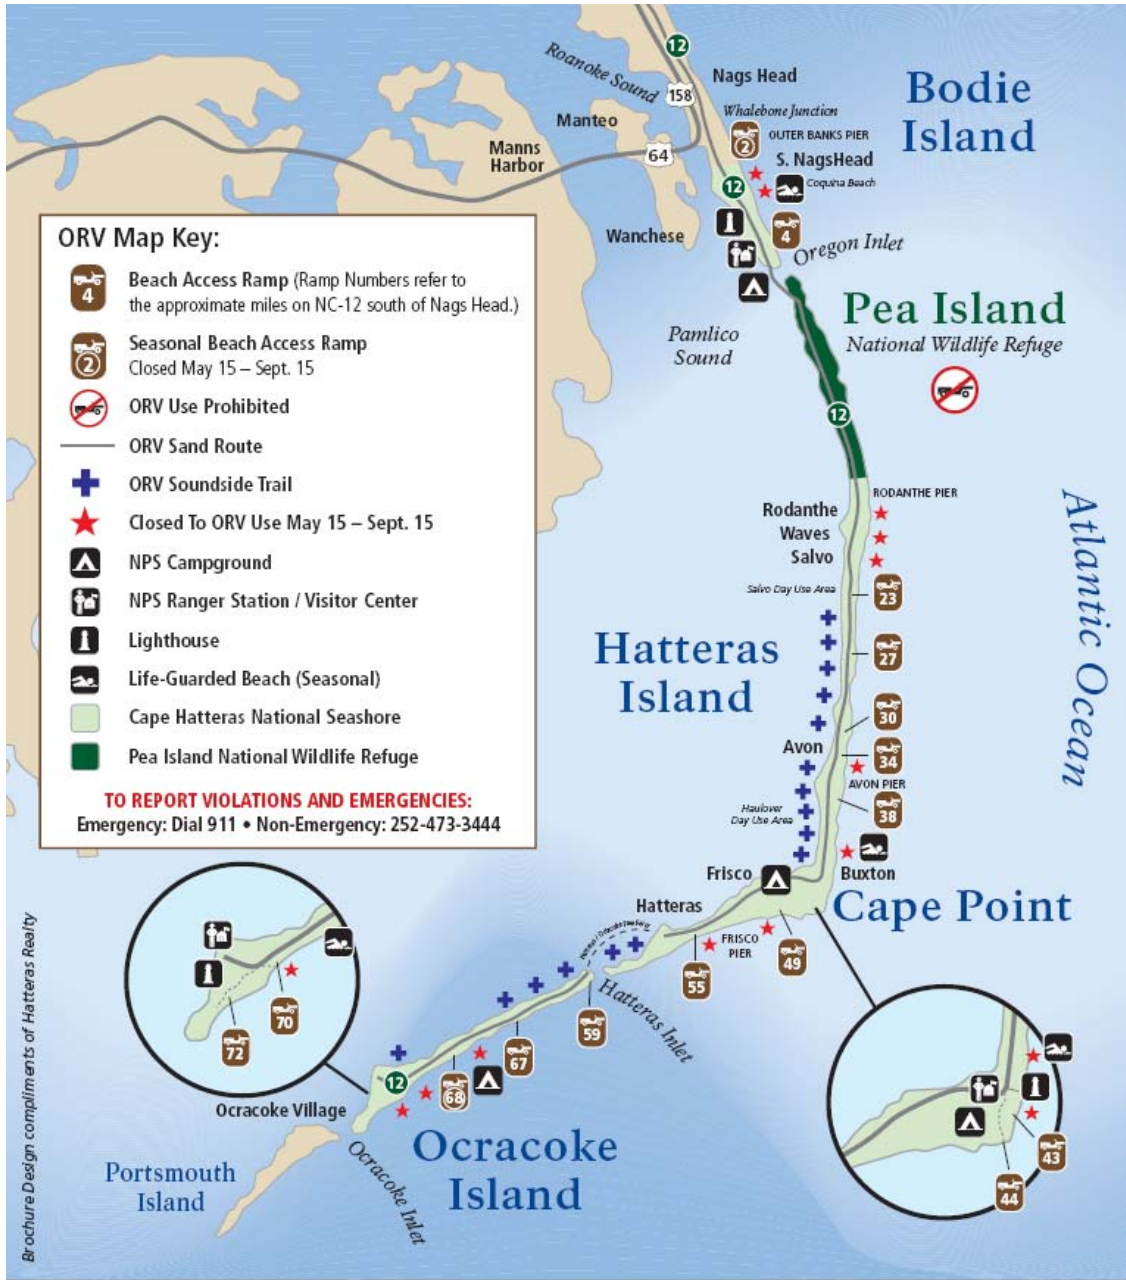 12
Roanoke Sound
158
Nags Head
Bodie
Island
Whalebone Junction
Manteo
2
OUTER BANKS PIER
Manns
Harbor
64
S. NagsHead
12
Coquina Beach
Wanchese
4
Oregon Inlet
Pea Island
National Wildlife Refuge
Pamlico
Sound
12
ORV Map Key:
4
Beach Access Ramp (Ramp Numbers refer to
the approximate miles on NC-12 south of Nags Head.)
2
Seasonal Beach Access Ramp
Closed May 15 – Sept. 15
ORV Use Prohibited
ORV Sand Route
ORV Soundside Trail
Closed To ORV Use May 15 – Sept. 15
NPS Campground
NPS Ranger Station / Visitor Center
Lighthouse
Life-Guarded Beach (Seasonal)
Cape Hatteras National Seashore
Pea Island National Wildlife Refuge
TO REPORT VIOLATIONS AND EMERGENCIES:
Emergency: Dial 911 • Non-Emergency: 252-473-3444
RODANTHE PIER
Rodanthe
Waves
Salvo
Salvo Day Use Area
23
Atlantic Ocean
Hatteras
Island
27
30
Avon
34
AVON PIER
Haulover
Day Use Area
38
Frisco
Buxton
Cape Point
Hatteras
FRISCO
PIER
49
55
Hatteras Inlet
59
67
68
12
70
72
Ocracoke Village
Ocracoke
Island
Ocracoke Inlet
Portsmouth
Island
43
44
Brochure Design compliments of Hatteras Realty